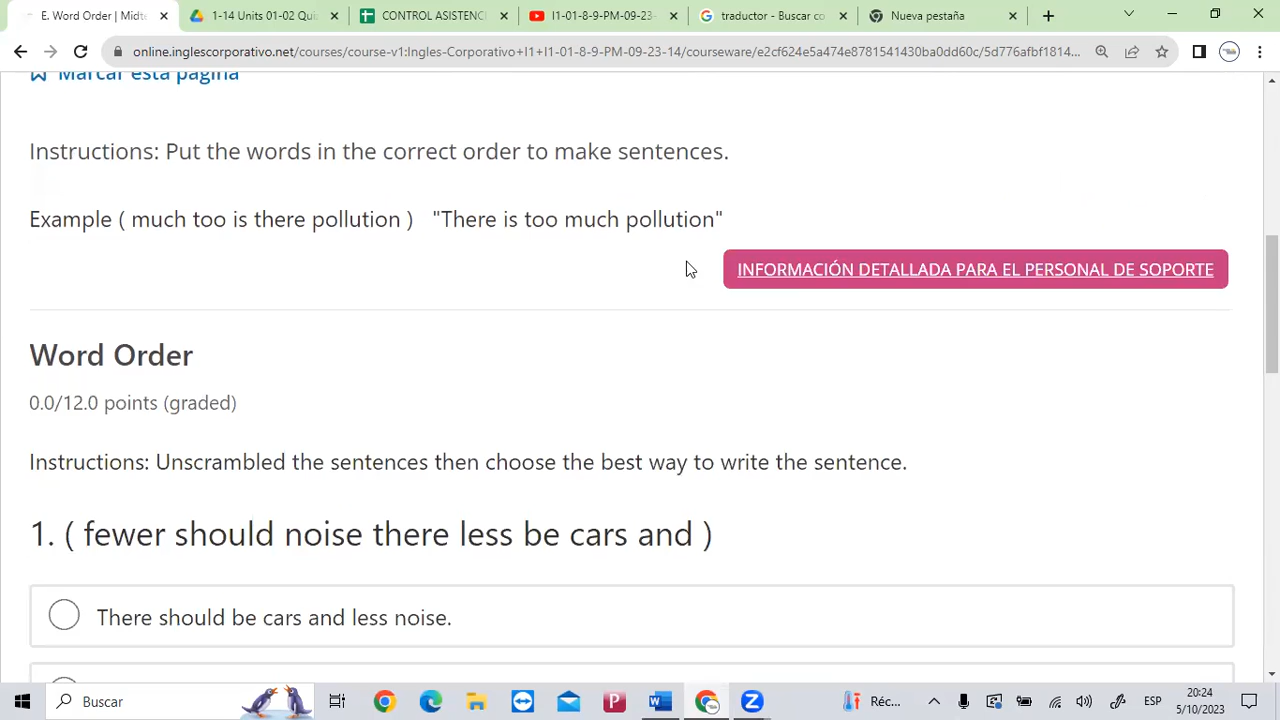 E. Word Order | Midt
1-14 Units 01-02 Qui
CONTROL ASISTENC
I1-01-8-9-PM-09-23-
traductor - Buscar co
Nueva pestaña
online.inglescorporativo.net/courses/course-v1:Ingles-Corporativo+I1+I1-01-8-9-PM-09-23-14/courseware/e2cf624e5a474e8781541430ba0dd60c/5d776afbf1814...
Marcar esta página
Instructions: Put the words in the correct order to make sentences.
Example ( much too is there pollution ) "There is too much pollution"
INFORMACIÓN DETALLADA PARA EL PERSONAL DE SOPORTE
Word Order
0.0/12.0 points (graded)
Instructions: Unscrambled the sentences then choose the best way to write the sentence.
1. ( fewer should noise there less be cars and )
There should be cars and less noise.
Buscar
Réc...
ESP
20:24
5/10/2023